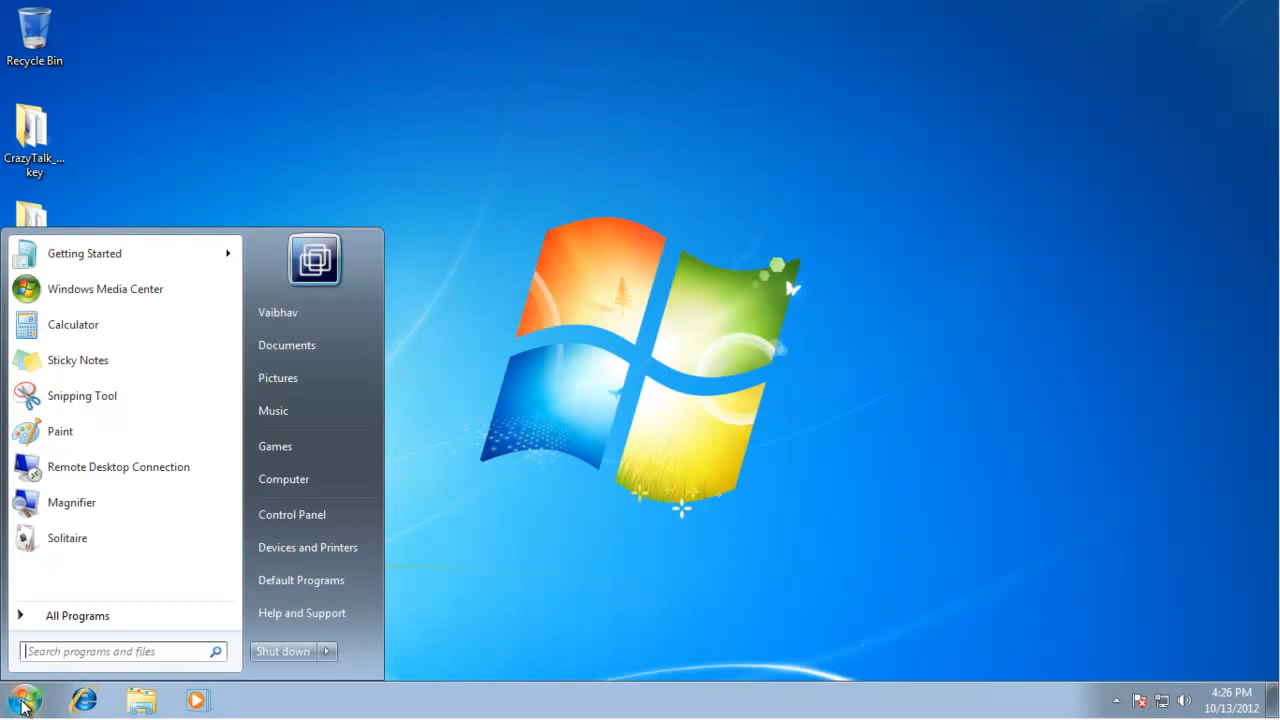 Recycle Bin
CrazyTalk_...
key
Getting Started
Windows Media Center
Calculator
Sticky Notes
Snipping Tool
Paint
Remote Desktop Connection
Magnifier
Solitaire
All Programs
Search programs and files
Vaibhav
Documents
Pictures
Music
Games
Computer
Control Panel
Devices and Printers
Default Programs
Help and Support
Shut down
4:26 PM
10/13/2012